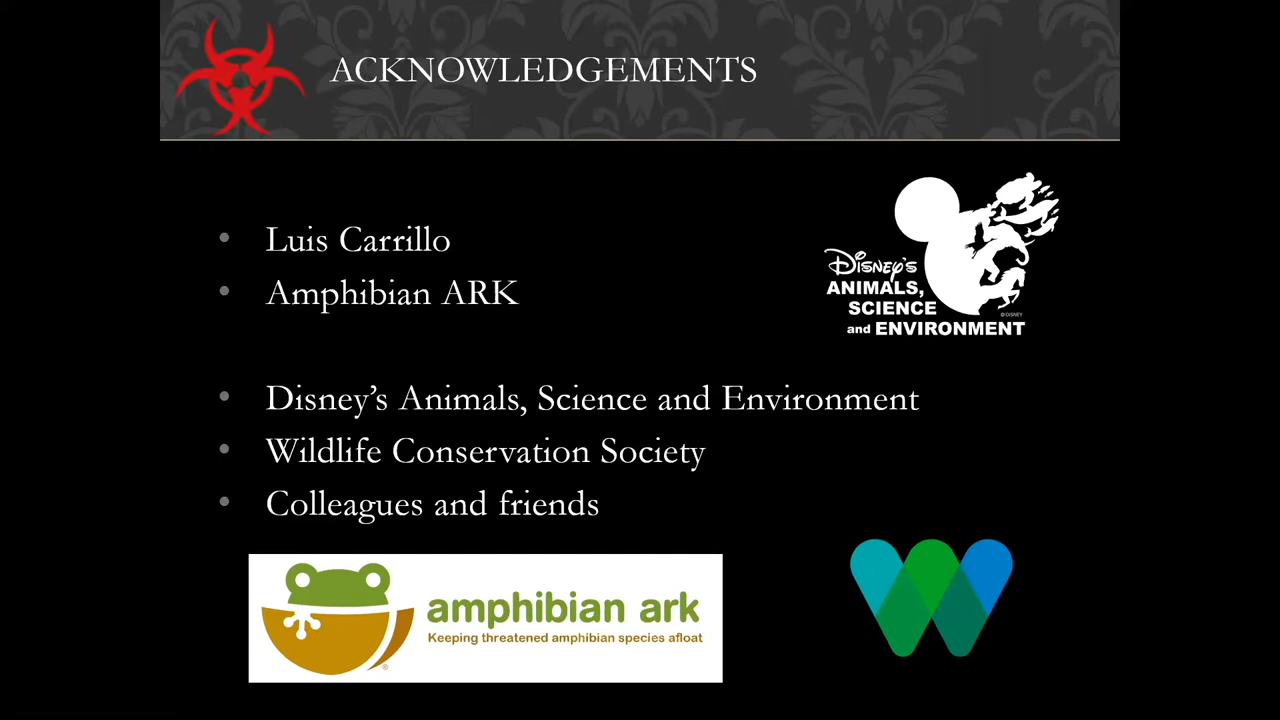 ACKNOWLEDGEMENTS
• Luis Carrillo
• Amphibian ARK
Disney's
ANIMALS,
SCIENCE
and ENVIRONMENT
© DISNEY
• Disney’s Animals, Science and Environment
• Wildlife Conservation Society
• Colleagues and friends
amphibian ark
Keeping threatened amphibian species afloat
®